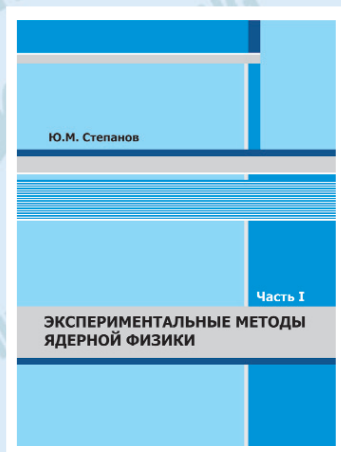 Ю.М. Степанов
Часть I
ЭКСПЕРИМЕНТАЛЬНЫЕ МЕТОДЫ
ЯДЕРНОЙ ФИЗИКИ